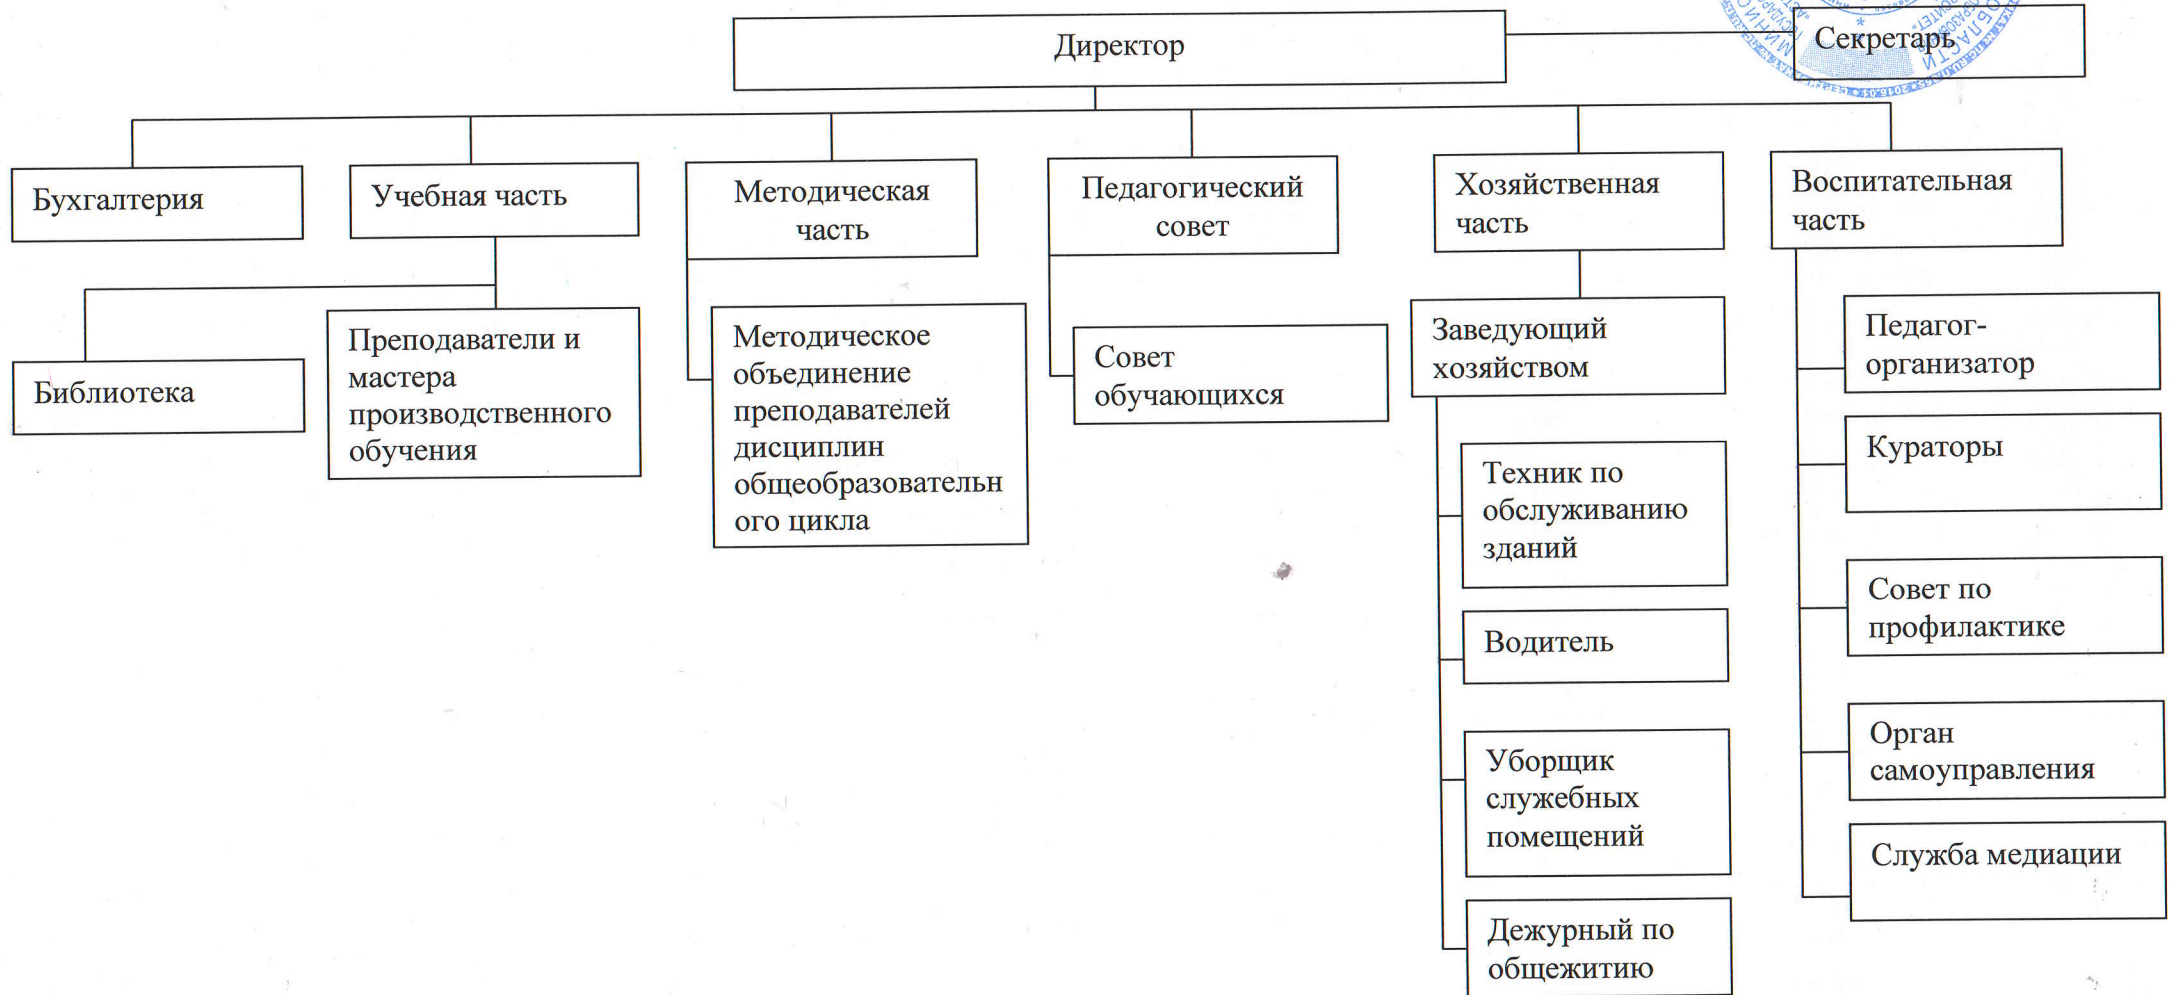 Директор
Секретарь
ОБЛАСТИ
Бухгалтерия
Учебная часть
Методическая
часть
Педагогический
совет
Хозяйственная
часть
Воспитательная
часть
Библиотека
Преподаватели и
мастера
производственного
обучения
Методическое
объединение
преподавателей
дисциплин
общеобразовательн
ого цикла
Совет
обучающихся
Заведующий
хозяйством
Техник по
обслуживанию
зданий
Водитель
Уборщик
служебных
помещений
Дежурный по
общежитию
Педагог-
организатор
Кураторы
Совет по
профилактике
Орган
самоуправления
Служба медиации